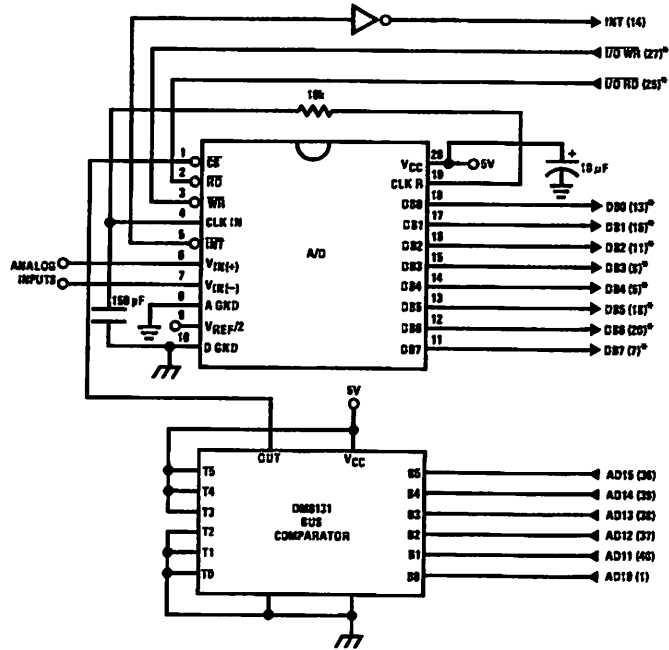 INT (14)
I/O WR (27)*
I/O RD (25)*
10k
1 CS
2 RD
3 WR
4 CLK IN
5 INT
6 VIN(+)
7 VIN(–)
8 A GND
9 VREF/2
10 D GND
A/D
VCC 20
5V
10 µF
CLK R 19
DB0 18 DB0 (13)*
DB1 17 DB1 (16)*
DB2 16 DB2 (11)*
DB3 15 DB3 (9)*
DB4 14 DB4 (5)*
DB5 13 DB5 (18)*
DB6 12 DB6 (20)*
DB7 11 DB7 (7)*
ANALOG
INPUTS
150 pF
5V
OUT
VCC
T5
T4
T3
T2
T1
T0
DM8131
BUS
COMPARATOR
B5 AD15 (36)
B4 AD14 (39)
B3 AD13 (38)
B2 AD12 (37)
B1 AD11 (40)
B0 AD10 (1)